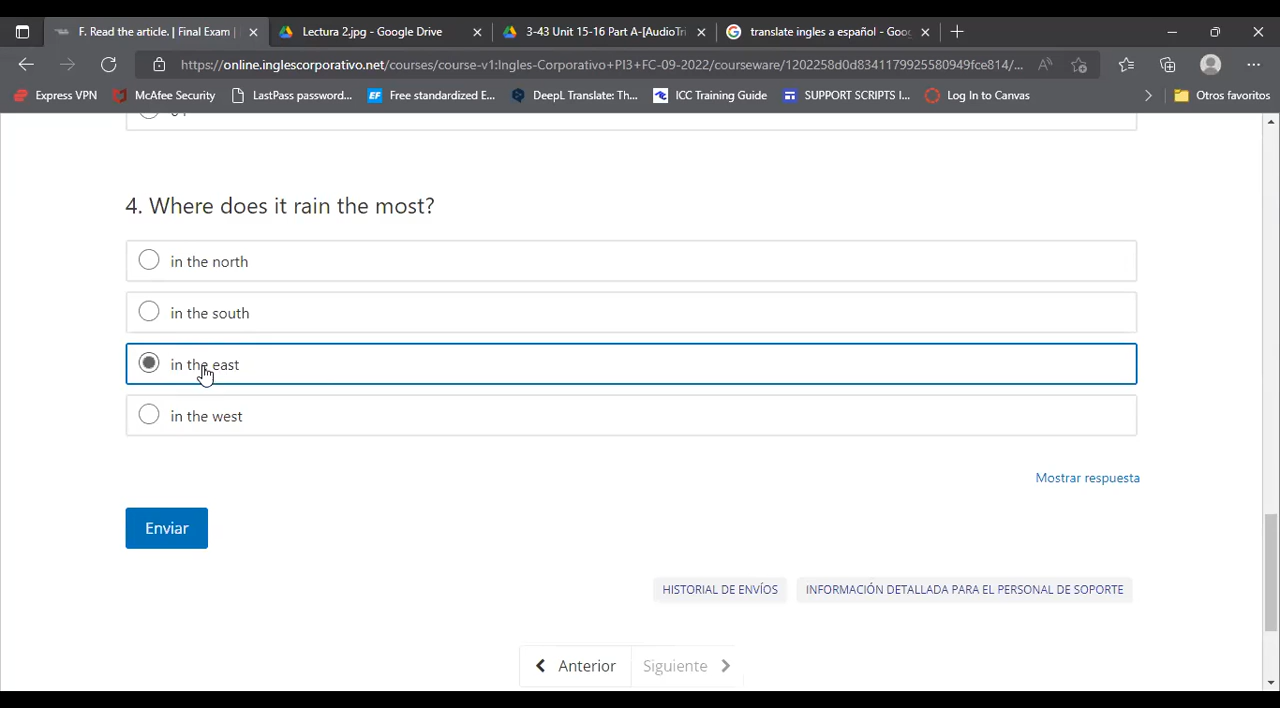 F. Read the article. | Final Exam |
Lectura 2.jpg - Google Drive
3-43 Unit 15-16 Part A-[AudioTri
translate ingles a español - Goog
https://online.inglescorporativo.net/courses/course-v1:Ingles-Corporativo+PI3+FC-09-2022/courseware/1202258d0d8341179925580949fce814/...
Express VPN
McAfee Security
LastPass password...
EF Free standardized E...
DeepL Translate: Th...
ICC Training Guide
SUPPORT SCRIPTS I...
Log In to Canvas
Otros favoritos
4. Where does it rain the most?
in the north
in the south
in the east
in the west
Mostrar respuesta
Enviar
HISTORIAL DE ENVÍOS
INFORMACIÓN DETALLADA PARA EL PERSONAL DE SOPORTE
Anterior
Siguiente